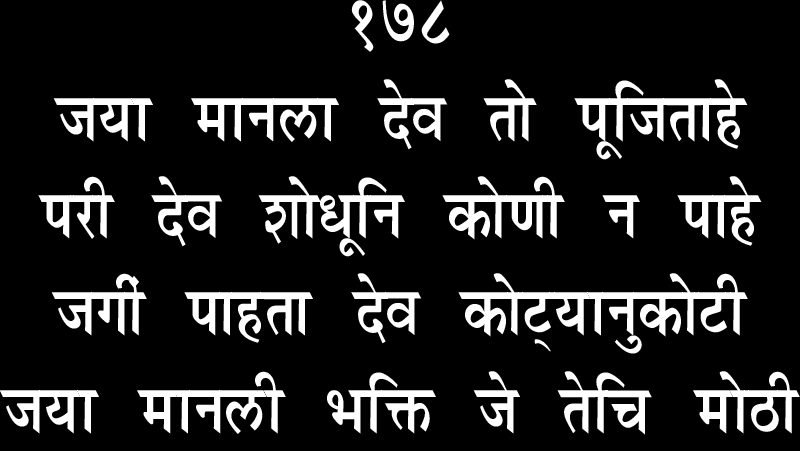 १७८
जया मानला देव तो पूजिताहे
परी देव शोधूनि कोणी न पाहे
जगीं पाहता देव कोट्यानुकोटी
जया मानली भक्ति जे तेचि मोठी